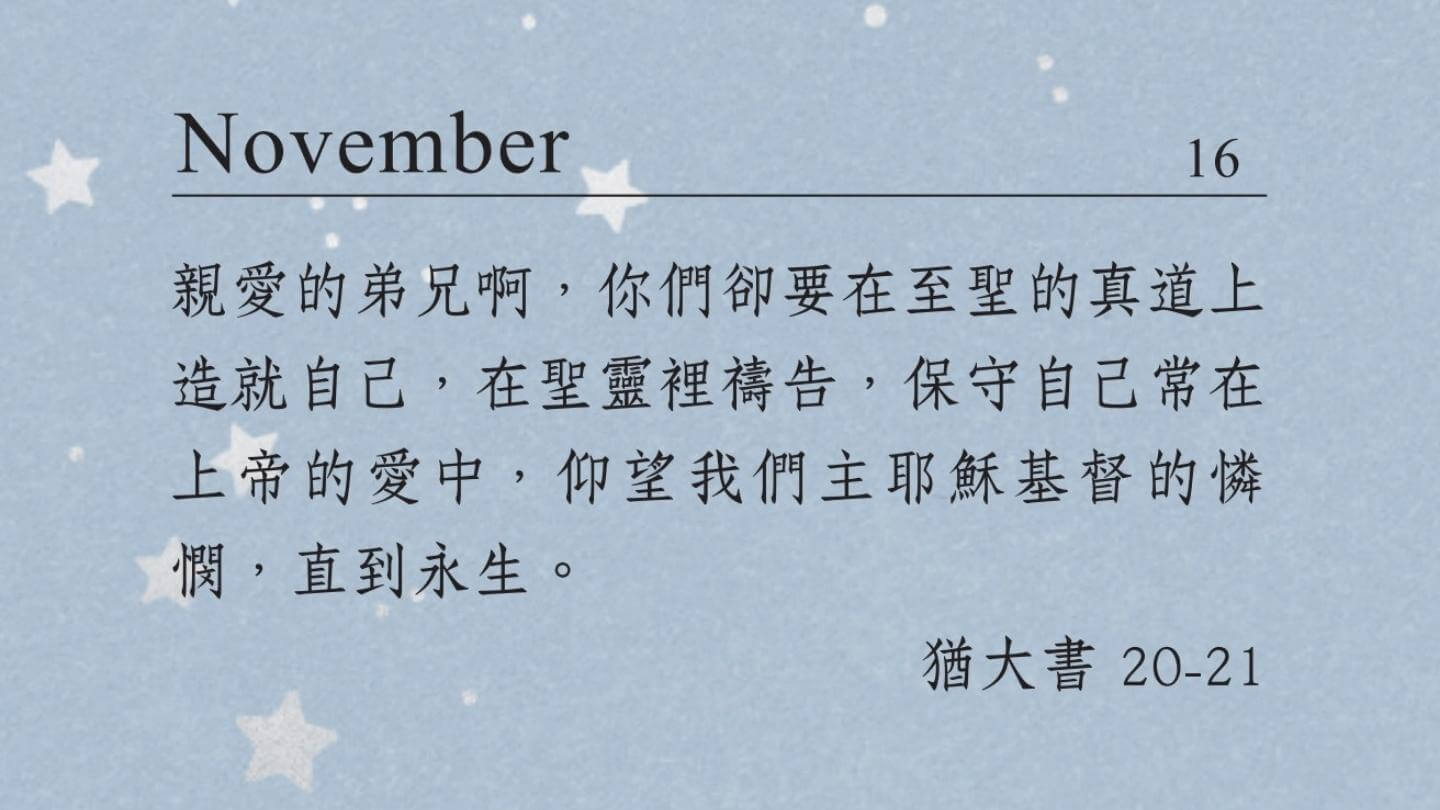 November
16
親愛的弟兄啊，你們卻要在至聖的真道上
造就自己，在聖靈裡禱告，保守自己常在
上帝的愛中，仰望我們主耶穌基督的憐
憫，直到永生。
猶大書 20-21